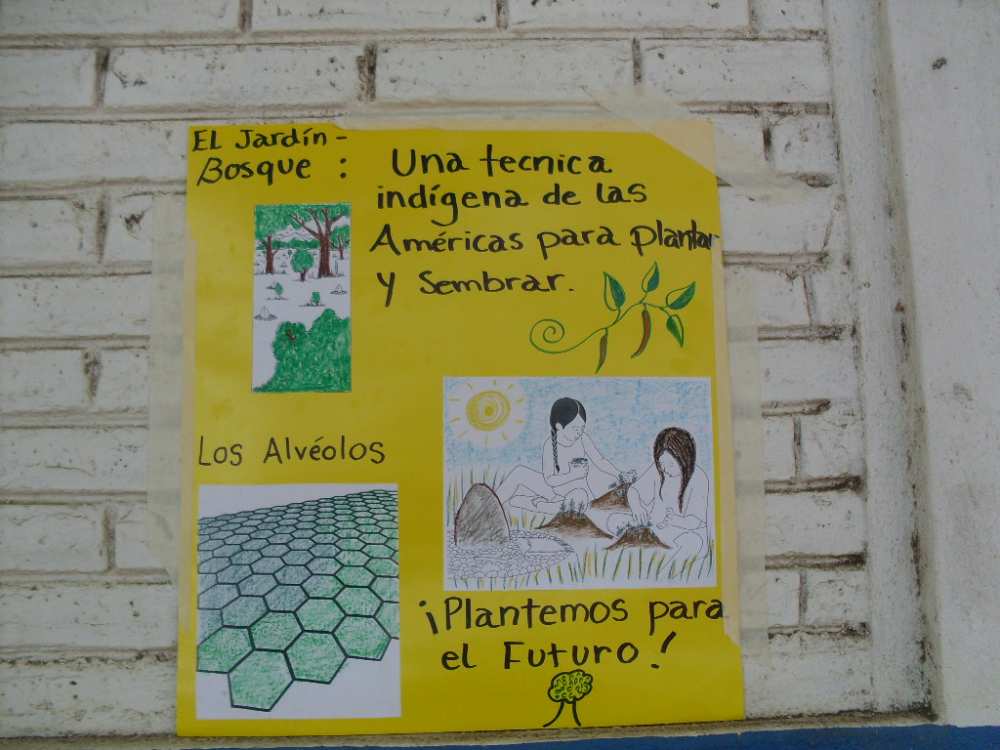 EL Jardín-
Bosque :
Una tecnica
indígena de las
Américas para plantar
y Sembrar.
Los Alvéolos
¡Plantemos para
el Futuro!